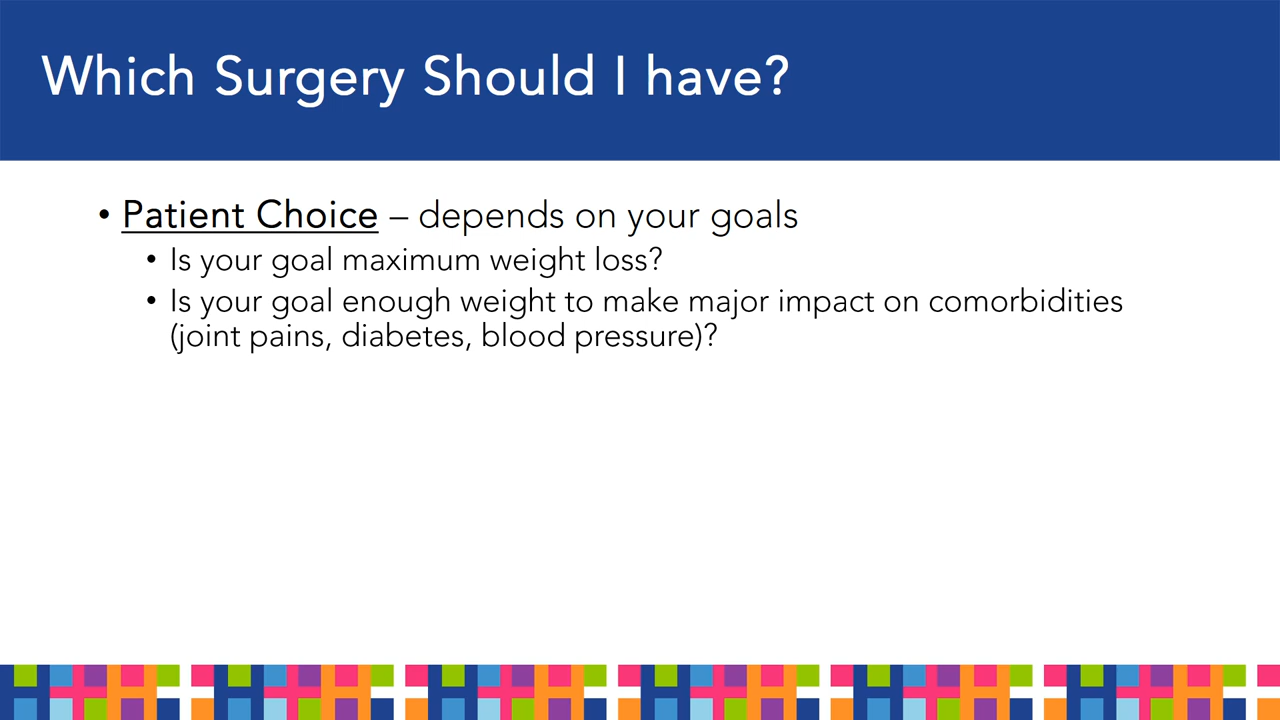 Which Surgery Should I have?
• Patient Choice – depends on your goals
• Is your goal maximum weight loss?
• Is your goal enough weight to make major impact on comorbidities
(joint pains, diabetes, blood pressure)?